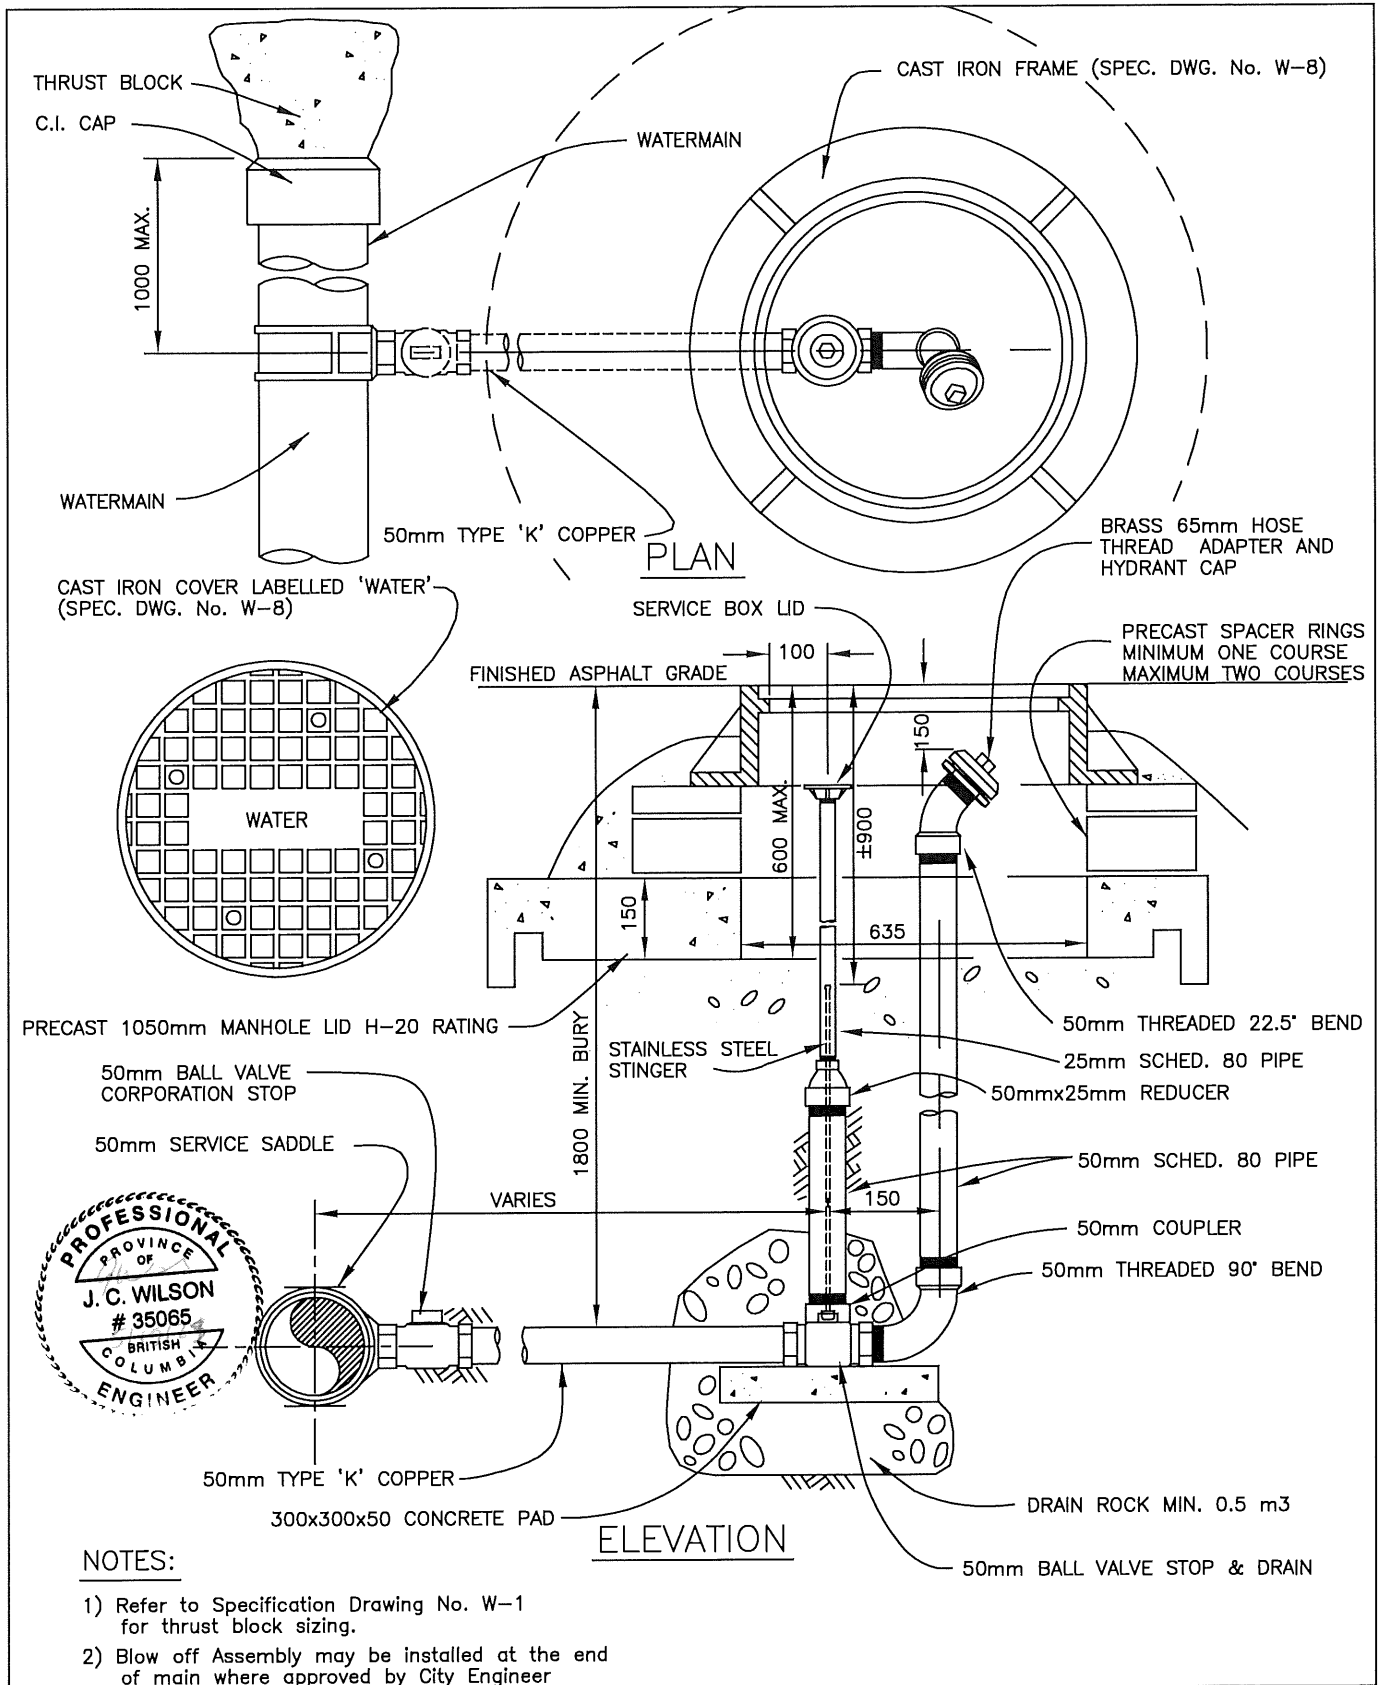 THRUST BLOCK
C.I. CAP
WATERMAIN
CAST IRON FRAME (SPEC. DWG. No. W-8)
1000 MAX.
WATERMAIN
50mm TYPE 'K' COPPER
PLAN
BRASS 65mm HOSE
THREAD ADAPTER AND
HYDRANT CAP
CAST IRON COVER LABELLED 'WATER'
(SPEC. DWG. No. W-8)
SERVICE BOX LID
PRECAST SPACER RINGS
MINIMUM ONE COURSE
MAXIMUM TWO COURSES
100
FINISHED ASPHALT GRADE
150
WATER
600 MAX.
±900
150
635
PRECAST 1050mm MANHOLE LID H-20 RATING
50mm THREADED 22.5° BEND
STAINLESS STEEL
STINGER
25mm SCHED. 80 PIPE
50mmx25mm REDUCER
1800 MIN. BURY
50mm BALL VALVE
CORPORATION STOP
50mm SERVICE SADDLE
50mm SCHED. 80 PIPE
VARIES
150
50mm COUPLER
50mm THREADED 90° BEND
PROFESSIONAL
PROVINCE
OF
J. C. WILSON
# 35065
BRITISH
COLUMBIA
ENGINEER
50mm TYPE 'K' COPPER
300x300x50 CONCRETE PAD
DRAIN ROCK MIN. 0.5 m3
ELEVATION
50mm BALL VALVE STOP & DRAIN
NOTES:
1) Refer to Specification Drawing No. W-1
for thrust block sizing.
2) Blow off Assembly may be installed at the end
of main where approved by City Engineer